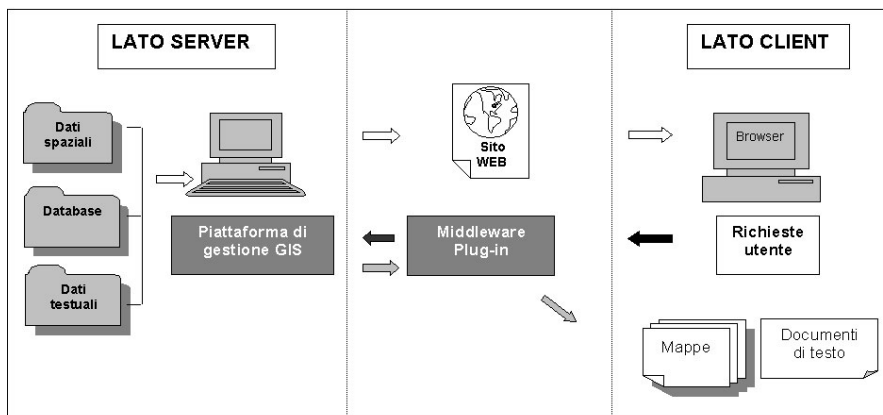 LATO SERVER
LATO CLIENT
Dati
spaziali
Database
Dati
testuali
Piattaforma di
gestione GIS
Sito
WEB
Middleware
Plug-in
Browser
Richieste
utente
Mappe
Documenti
di testo